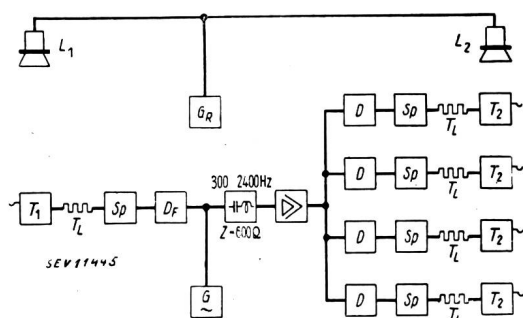 L1
L2
GR
D Sp TL T2
D Sp TL T2
300 2400Hz
T1 TL Sp DF
Z=600Ω
D Sp TL T2
SEV11445
G
~
D Sp TL T2